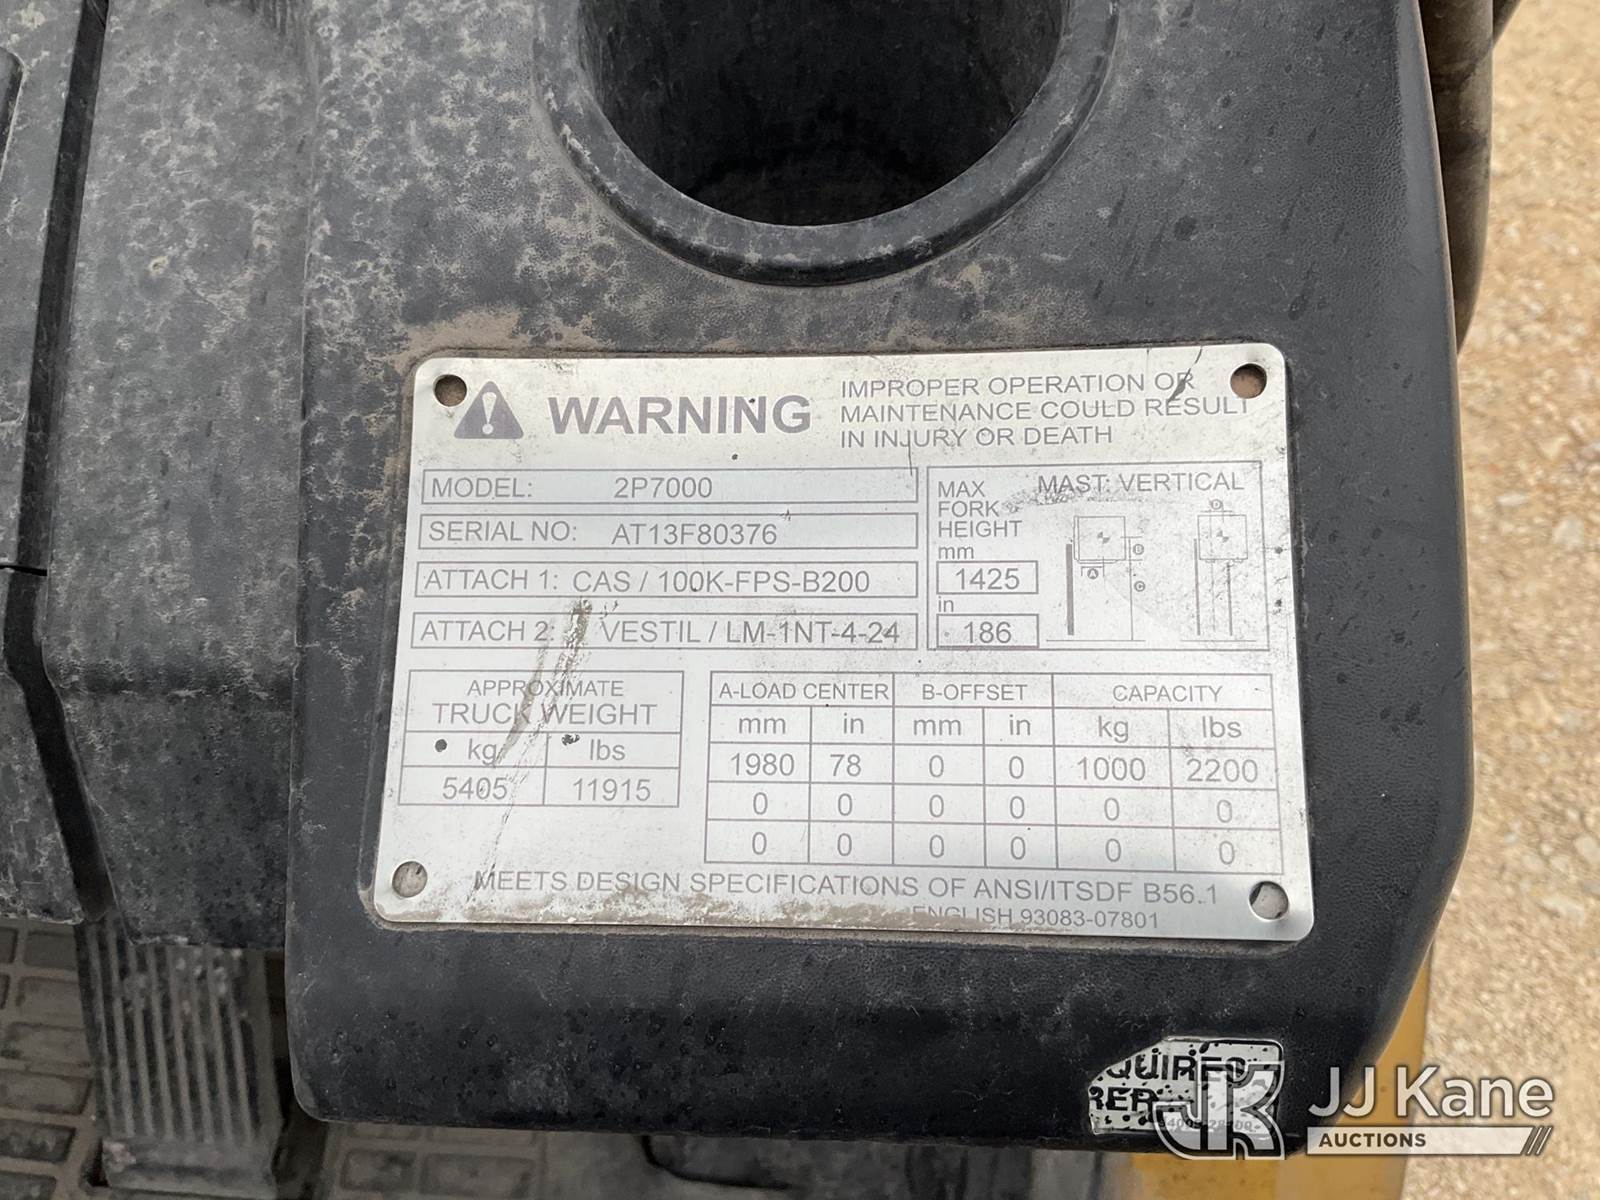 WARNING
IMPROPER OPERATION OR
MAINTENANCE COULD RESULT
IN INJURY OR DEATH
MODEL: 2P7000
SERIAL NO: AT13F80376
ATTACH 1: CAS / 100K-FPS-B200
ATTACH 2: VESTIL / LM-1NT-4-24
MAX
FORK
HEIGHT
mm
1425
in
186
MAST: VERTICAL
A
B
C
D
APPROXIMATE
TRUCK WEIGHT
kg lbs
5405 11915
A-LOAD CENTER B-OFFSET CAPACITY
mm in mm in kg lbs
1980 78 0 0 1000 2200
0 0 0 0 0 0
0 0 0 0 0 0
MEETS DESIGN SPECIFICATIONS OF ANSI/ITSDF B56.1
ENGLISH 93083-07801
QUIRES
RER
JK JJ Kane
AUCTIONS